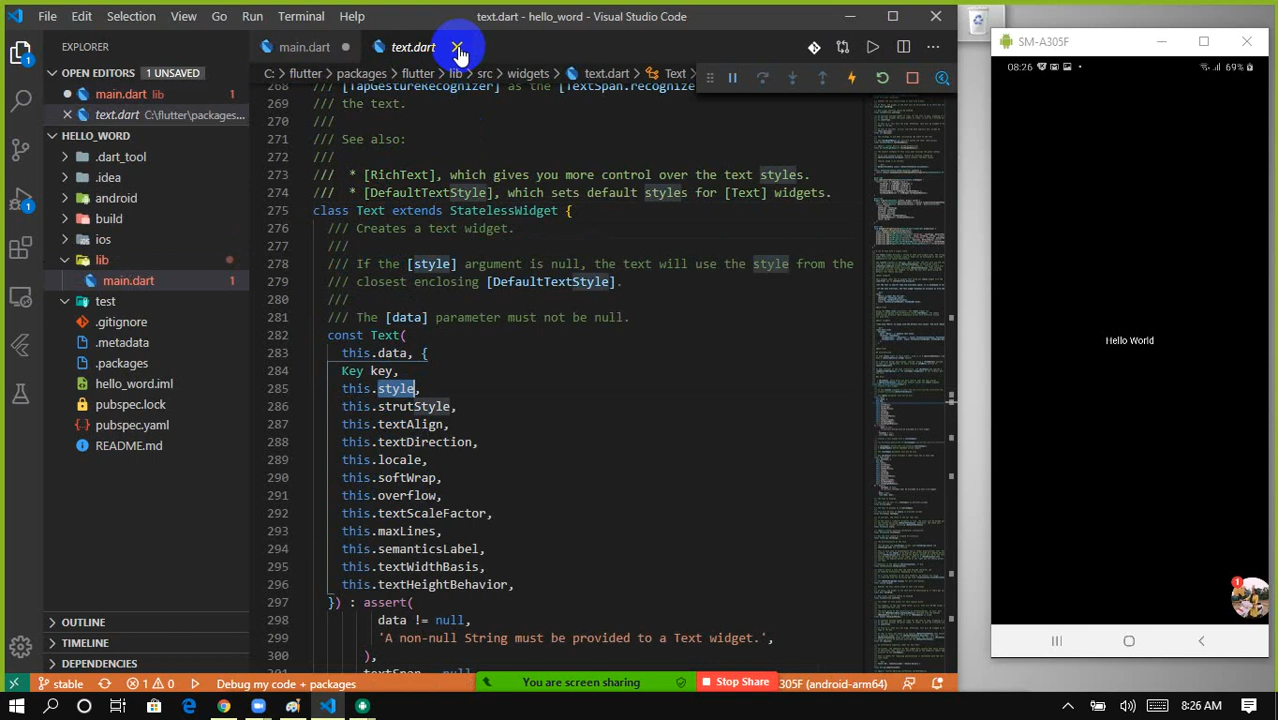 File Edit Selection View Go Run Terminal Help
text.dart - hello_word - Visual Studio Code
EXPLORER
main.dart
text.dart
OPEN EDITORS 1 UNSAVED
main.dart lib 1
text.dart C:\flutter\packages...
HELLO_WORD
.dart_tool
.idea
android
build
ios
lib
main.dart
test
.gitignore
.metadata
.packages
hello_word.iml
pubspec.lock
pubspec.yaml
README.md
OUTLINE
TIMELINE
DEPENDENCIES
C: > flutter > packages > flutter > lib > src > widgets > text.dart > Text
268 /// [TapGestureRecognizer] as the [TextSpan.recognize
269 /// the text.
270 ///
271 /// See also:
272 ///
273 /// * [RichText], which gives you more control over the text styles.
274 /// * [DefaultTextStyle], which sets default styles for [Text] widgets.
275 class Text extends StatelessWidget {
276 /// Creates a text widget.
277 ///
278 /// If the [style] argument is null, the text will use the style from the
279 /// closest enclosing [DefaultTextStyle].
280 ///
281 /// The [data] parameter must not be null.
282 const Text(
283 this.data, {
284 Key key,
285 this.style,
286 this.strutStyle,
287 this.textAlign,
288 this.textDirection,
289 this.locale,
290 this.softWrap,
291 this.overflow,
292 this.textScaleFactor,
293 this.maxLines,
294 this.semanticsLabel,
295 this.textWidthBasis,
296 this.textHeightBehavior,
297 }) : assert(
298 data != null,
299 'A non-null String must be provided to a Text widget.',
300 ),
stable 1 0 Debug my code + packages
You are screen sharing
Stop Share
305F (android-arm64)
8:26 AM
SM-A305F
08:26
69%
Hello World
1